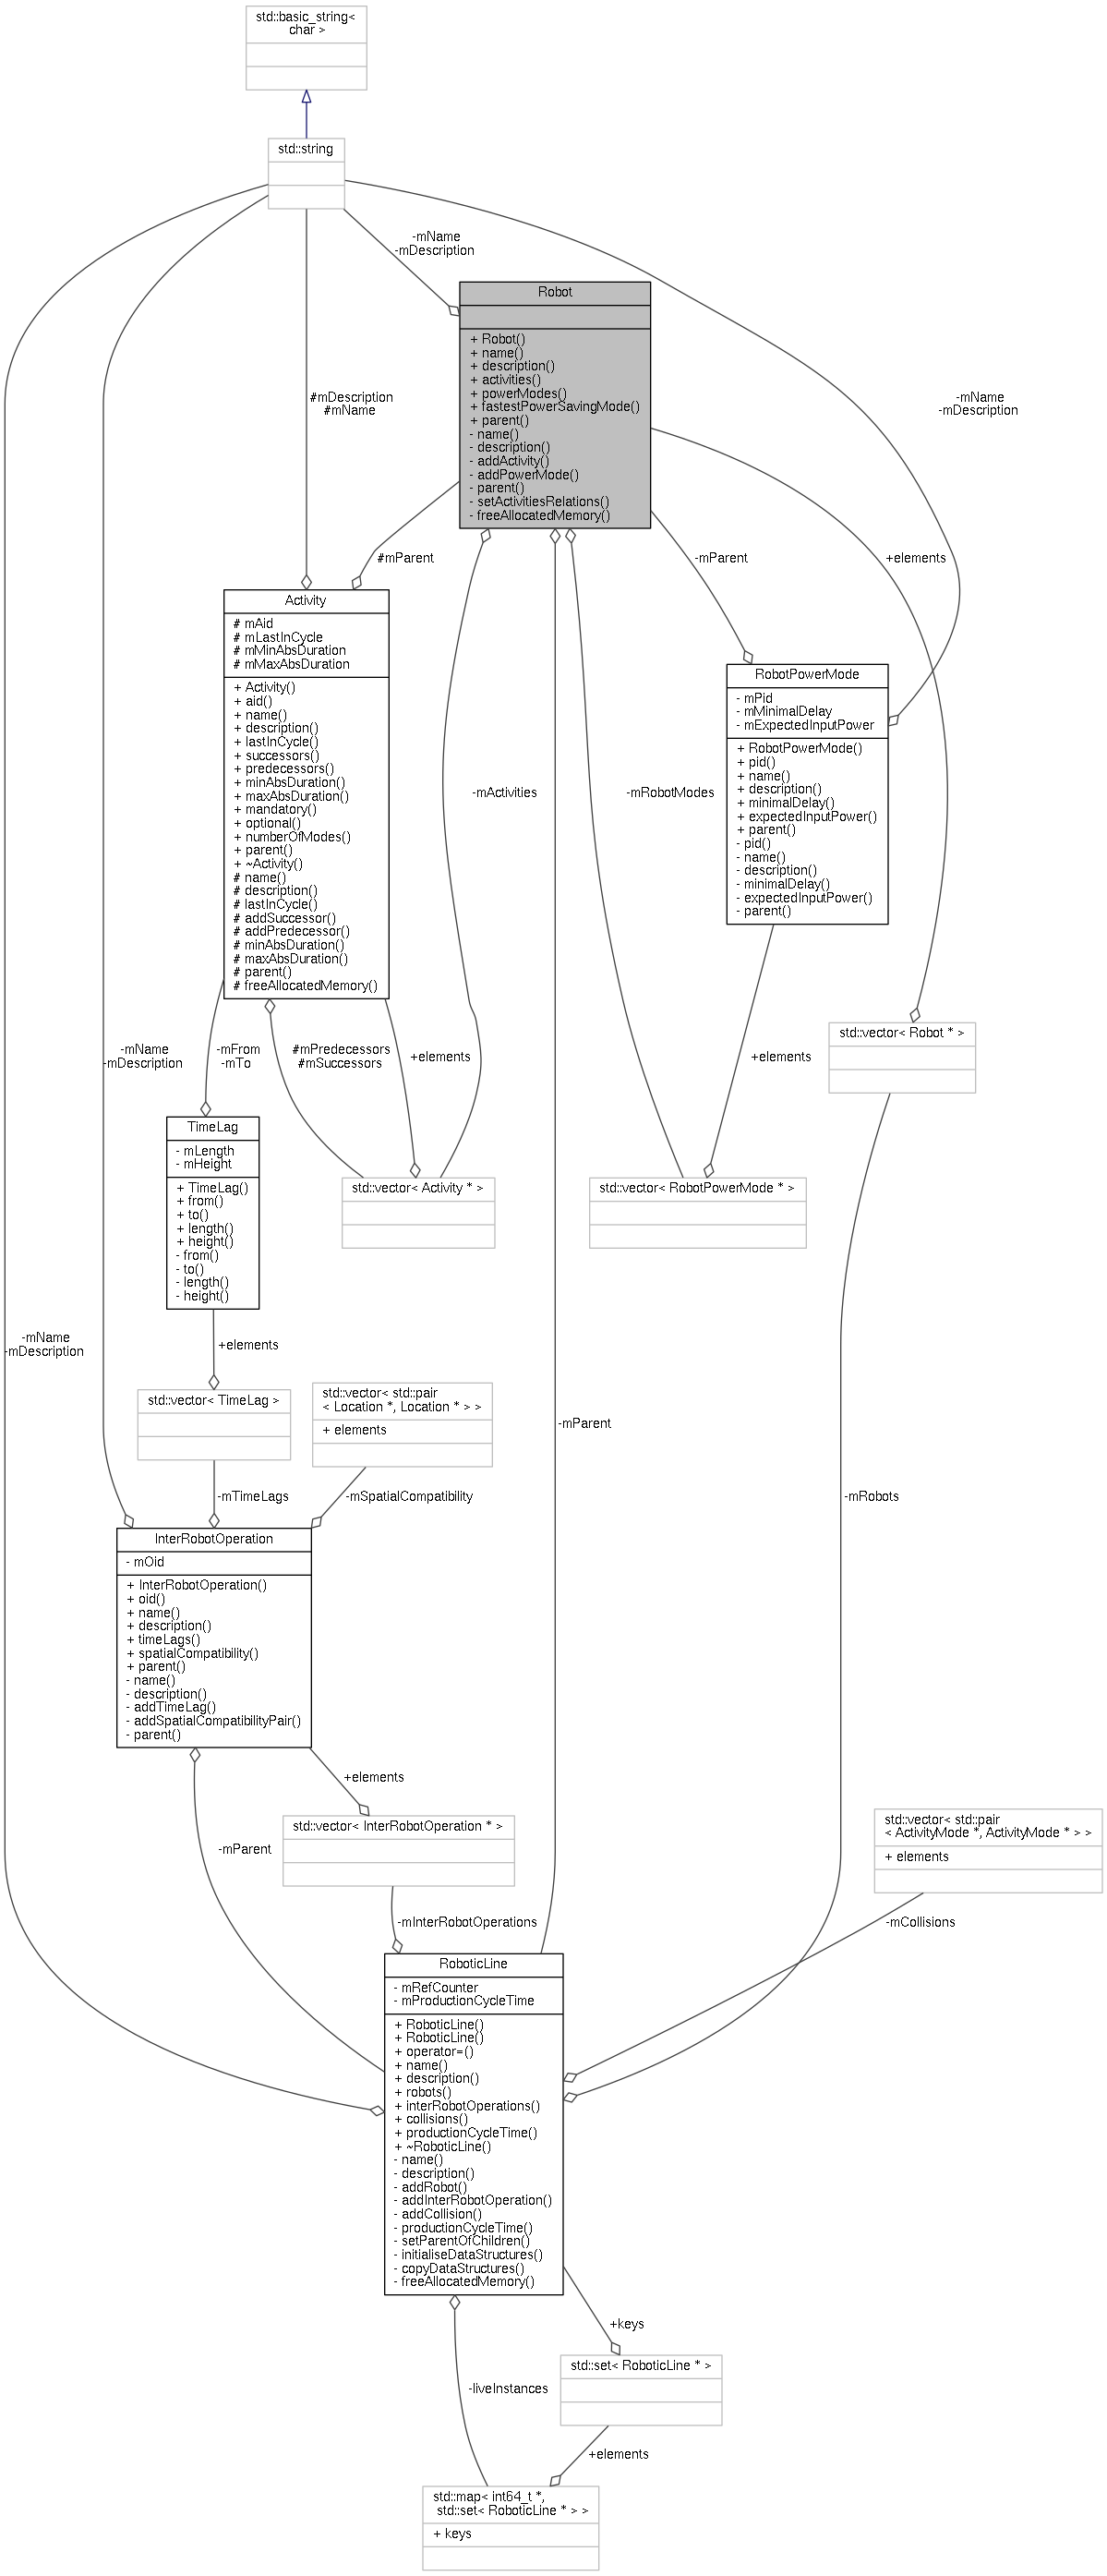 std::basic_string<
char >
std::string
-mName
-mDescription
Robot
+ Robot()
+ name()
+ description()
+ activities()
+ powerModes()
+ fastestPowerSavingMode()
+ parent()
- name()
- description()
- addActivity()
- addPowerMode()
- parent()
- setActivitiesRelations()
- freeAllocatedMemory()
#mDescription
#mName
-mName
-mDescription
#mParent
-mParent
+elements
Activity
# mAid
# mLastInCycle
# mMinAbsDuration
# mMaxAbsDuration
+ Activity()
+ aid()
+ name()
+ description()
+ lastInCycle()
+ successors()
+ predecessors()
+ minAbsDuration()
+ maxAbsDuration()
+ mandatory()
+ optional()
+ numberOfModes()
+ parent()
+ ~Activity()
# name()
# description()
# lastInCycle()
# addSuccessor()
# addPredecessor()
# minAbsDuration()
# maxAbsDuration()
# parent()
# freeAllocatedMemory()
RobotPowerMode
- mPid
- mMinimalDelay
- mExpectedInputPower
+ RobotPowerMode()
+ pid()
+ name()
+ description()
+ minimalDelay()
+ expectedInputPower()
+ parent()
- pid()
- name()
- description()
- minimalDelay()
- expectedInputPower()
- parent()
-mActivities
-mRobotModes
-mName
-mDescription
-mFrom
-mTo
#mPredecessors
#mSuccessors
+elements
+elements
std::vector< Robot * >
TimeLag
- mLength
- mHeight
+ TimeLag()
+ from()
+ to()
+ length()
+ height()
- from()
- to()
- length()
- height()
std::vector< Activity * >
std::vector< RobotPowerMode * >
-mName
-mDescription
+elements
std::vector< TimeLag >
std::vector< std::pair
< Location *, Location * > >
+ elements
-mParent
-mTimeLags
-mSpatialCompatibility
-mRobots
InterRobotOperation
- mOid
+ InterRobotOperation()
+ oid()
+ name()
+ description()
+ timeLags()
+ spatialCompatibility()
+ parent()
- name()
- description()
- addTimeLag()
- addSpatialCompatibilityPair()
- parent()
+elements
-mParent
std::vector< InterRobotOperation * >
std::vector< std::pair
< ActivityMode *, ActivityMode * > >
+ elements
-mInterRobotOperations
-mCollisions
RoboticLine
- mRefCounter
- mProductionCycleTime
+ RoboticLine()
+ RoboticLine()
+ operator=()
+ name()
+ description()
+ robots()
+ interRobotOperations()
+ collisions()
+ productionCycleTime()
+ ~RoboticLine()
- name()
- description()
- addRobot()
- addInterRobotOperation()
- addCollision()
- productionCycleTime()
- setParentOfChildren()
- initialiseDataStructures()
- copyDataStructures()
- freeAllocatedMemory()
+keys
std::set< RoboticLine * >
-liveInstances
+elements
std::map< int64_t *,
std::set< RoboticLine * > >
+ keys